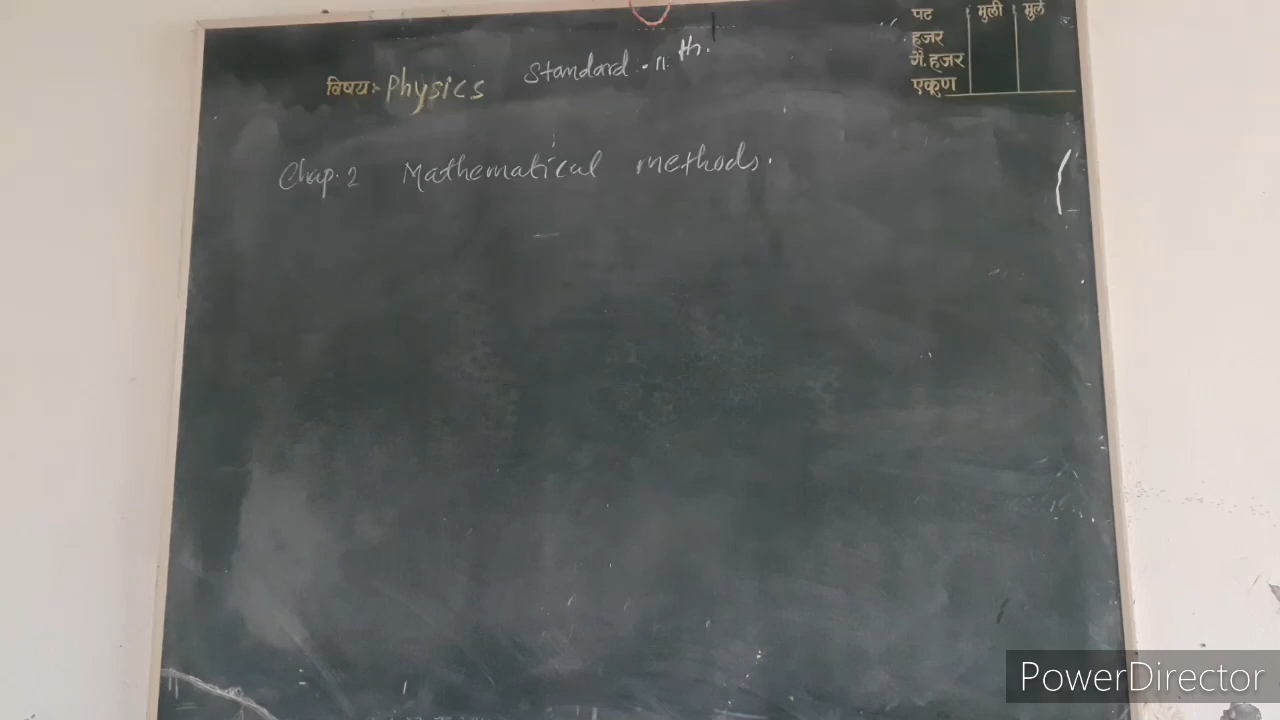 विषय:- Physics Standard - 11 th.
Chap. 2 Mathematical methods.
पट मुली मुले
हजर
गै. हजर
एकूण
PowerDirector